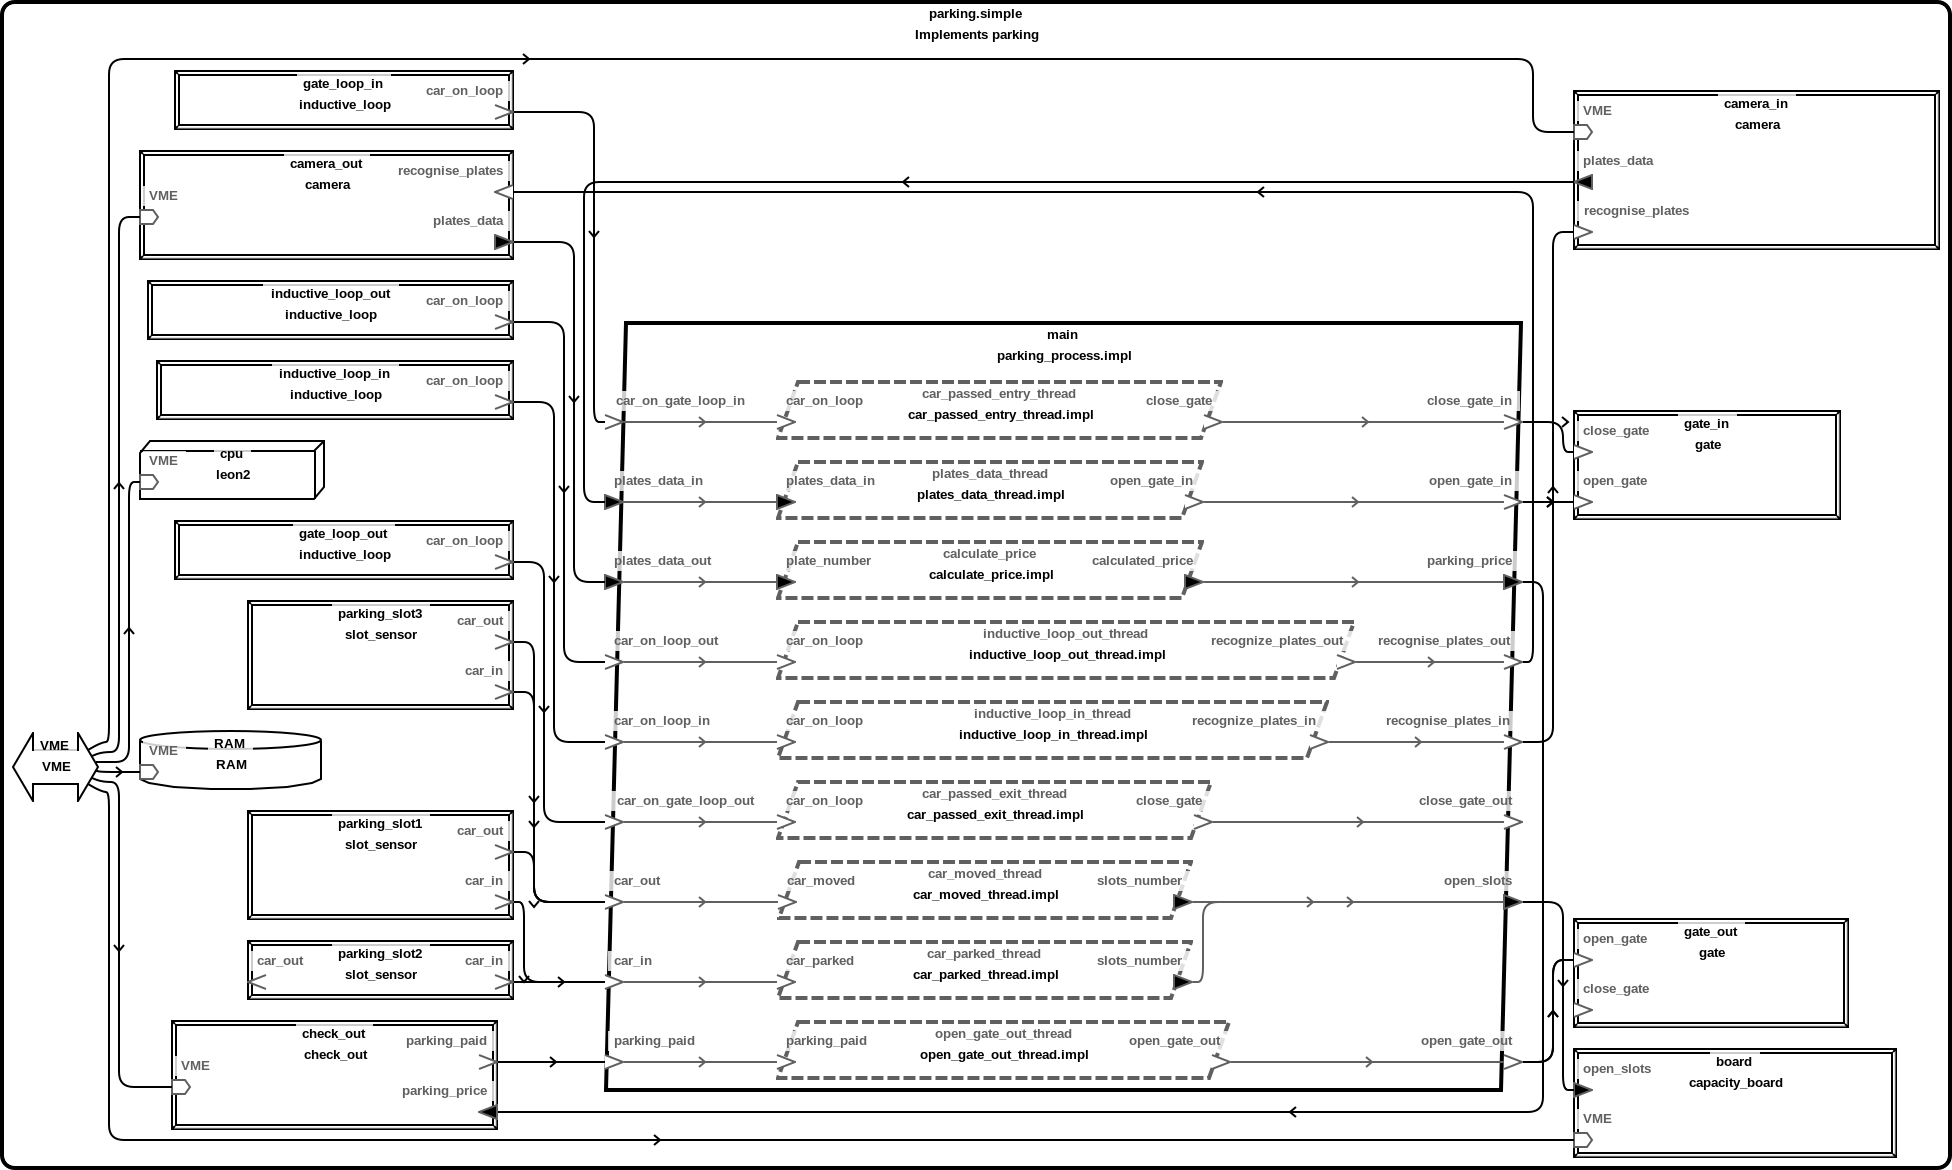 parking.simple
Implements parking
gate_loop_in
inductive_loop
car_on_loop
camera_out
camera
recognise_plates
VME
plates_data
inductive_loop_out
inductive_loop
car_on_loop
inductive_loop_in
inductive_loop
car_on_loop
VME
cpu
leon2
gate_loop_out
inductive_loop
car_on_loop
parking_slot3
slot_sensor
car_out
car_in
VME
VME
VME
RAM
RAM
parking_slot1
slot_sensor
car_out
car_in
parking_slot2
slot_sensor
car_out
car_in
check_out
check_out
parking_paid
VME
parking_price
main
parking_process.impl
car_on_gate_loop_in
car_on_loop
car_passed_entry_thread
car_passed_entry_thread.impl
close_gate
close_gate_in
plates_data_in
plates_data_in
plates_data_thread
plates_data_thread.impl
open_gate_in
open_gate_in
plates_data_out
plate_number
calculate_price
calculate_price.impl
calculated_price
parking_price
car_on_loop_out
car_on_loop
inductive_loop_out_thread
inductive_loop_out_thread.impl
recognize_plates_out
recognise_plates_out
car_on_loop_in
car_on_loop
inductive_loop_in_thread
inductive_loop_in_thread.impl
recognize_plates_in
recognise_plates_in
car_on_gate_loop_out
car_on_loop
car_passed_exit_thread
car_passed_exit_thread.impl
close_gate
close_gate_out
car_out
car_moved
car_moved_thread
car_moved_thread.impl
slots_number
open_slots
car_in
car_parked
car_parked_thread
car_parked_thread.impl
slots_number
parking_paid
parking_paid
open_gate_out_thread
open_gate_out_thread.impl
open_gate_out
open_gate_out
camera_in
camera
VME
plates_data
recognise_plates
gate_in
gate
close_gate
open_gate
gate_out
gate
open_gate
close_gate
board
capacity_board
open_slots
VME